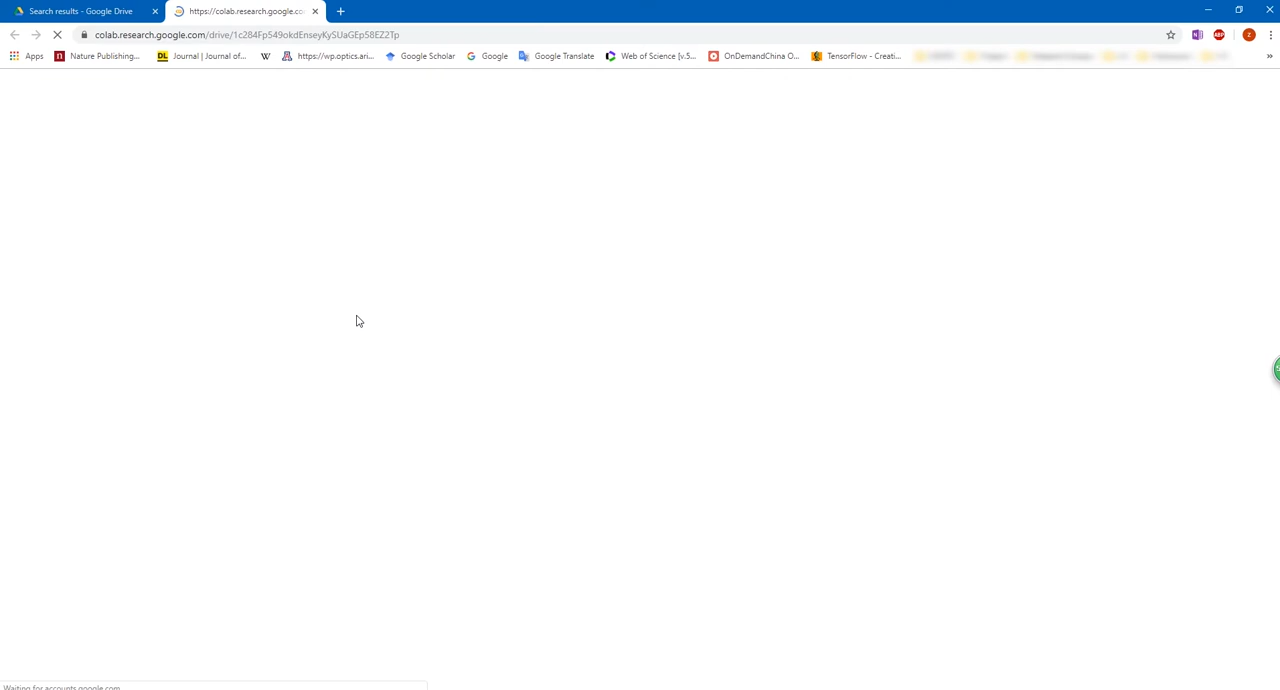 Search results - Google Drive
https://colab.research.google.co
colab.research.google.com/drive/1c284Fp549okdEnseyKySUaGEp58EZ2Tp
N
ABP
Z
Apps
n Nature Publishing...
DL Journal | Journal of...
W
https://wp.optics.ari...
Google Scholar
G Google
Google Translate
Web of Science [v.5...
OnDemandChina O...
TensorFlow - Creati...
Waiting for accounts.google.com...